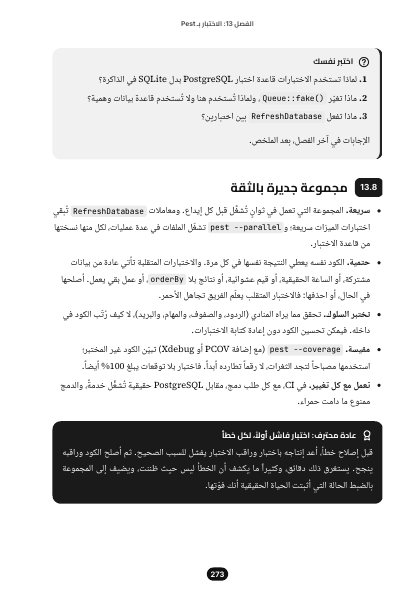 الفصل 13: الاختبار بـ Pest
اختبر نفسك
1. لماذا تستخدم الاختبارات قاعدة اختبار PostgreSQL بدل SQLite في الذاكرة؟
2. ماذا تغيّر Queue::fake()، ولماذا تُستخدم هنا ولا تُستخدم قاعدة بيانات وهمية؟
3. ماذا تفعل RefreshDatabase بين اختبارين؟
الإجابات في آخر الفصل، بعد الملخص.
13.8 مجموعة جديرة بالثقة
• سريعة. المجموعة التي تعمل في ثوانٍ تُشغَّل قبل كل إيداع. ومعاملات RefreshDatabase تُبقي
اختبارات الميزات سريعة؛ و pest --parallel تشغّل الملفات في عدة عمليات، لكل منها نسختها
من قاعدة الاختبار.
• حتمية. الكود نفسه يعطي النتيجة نفسها في كل مرة. والاختبارات المتقلبة تأتي عادة من بيانات
مشتركة، أو الساعة الحقيقية، أو قيم عشوائية، أو نتائج بلا orderBy، أو عمل بقي يعمل. أصلحها
في الحال، أو احذفها: فالاختبار المتقلب يعلّم الفريق تجاهل الأحمر.
• تختبر السلوك. تحقق مما يراه المنادي (الردود، والصفوف، والمهام، والبريد)، لا كيف رُتّب الكود في
داخله. فيمكن تحسين الكود دون إعادة كتابة الاختبارات.
• مقيسة. pest --coverage (مع إضافة PCOV أو Xdebug) تبيّن الكود غير المختبر؛
استخدمها مصباحاً لتجد الثغرات، لا رقماً تطارده أبداً. فاختبار بلا توقعات يبلغ 100% أيضاً.
• تعمل مع كل تغيير. في CI، مع كل طلب دمج، مقابل PostgreSQL حقيقية تُشغَّل خدمةً، والدمج
ممنوع ما دامت حمراء.
عادة محترف: اختبار فاشل أولاً، لكل خطأ
قبل إصلاح خطأ، أعد إنتاجه باختبار وراقب الاختبار يفشل للسبب الصحيح. ثم أصلح الكود وراقبه
ينجح. يستغرق ذلك دقائق، وكثيراً ما يكشف أن الخطأ ليس حيث ظننت، ويضيف إلى المجموعة
بالضبط الحالة التي أثبتت الحياة الحقيقية أنك فوّتها.
273